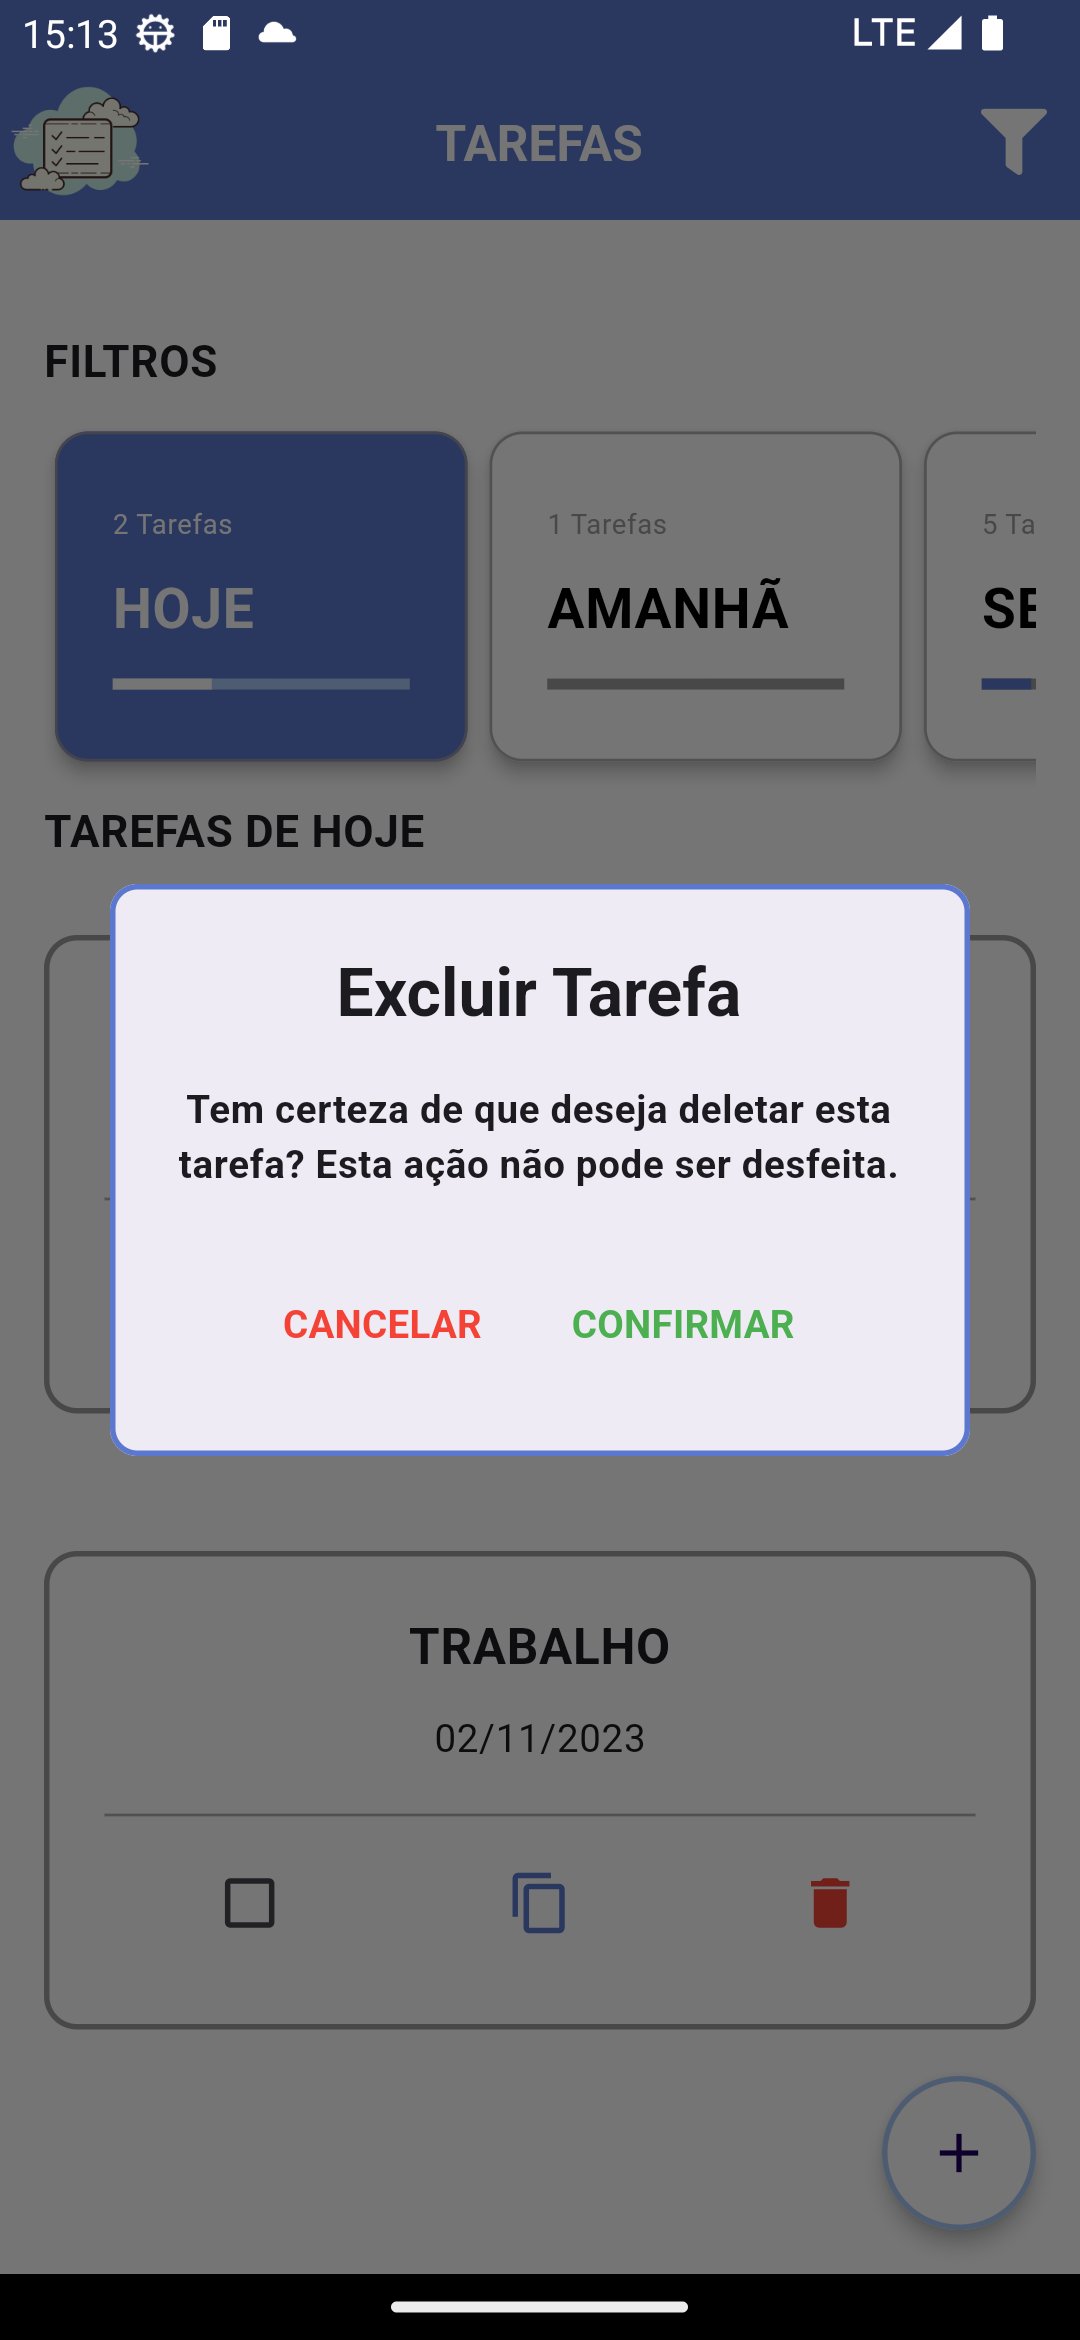 15:13
LTE
TAREFAS
FILTROS
2 Tarefas
1 Tarefas
5 Ta
HOJE
AMANHÃ
SE
TAREFAS DE HOJE
Excluir Tarefa
Tem certeza de que deseja deletar esta
tarefa? Esta ação não pode ser desfeita.
CANCELAR
CONFIRMAR
TRABALHO
02/11/2023